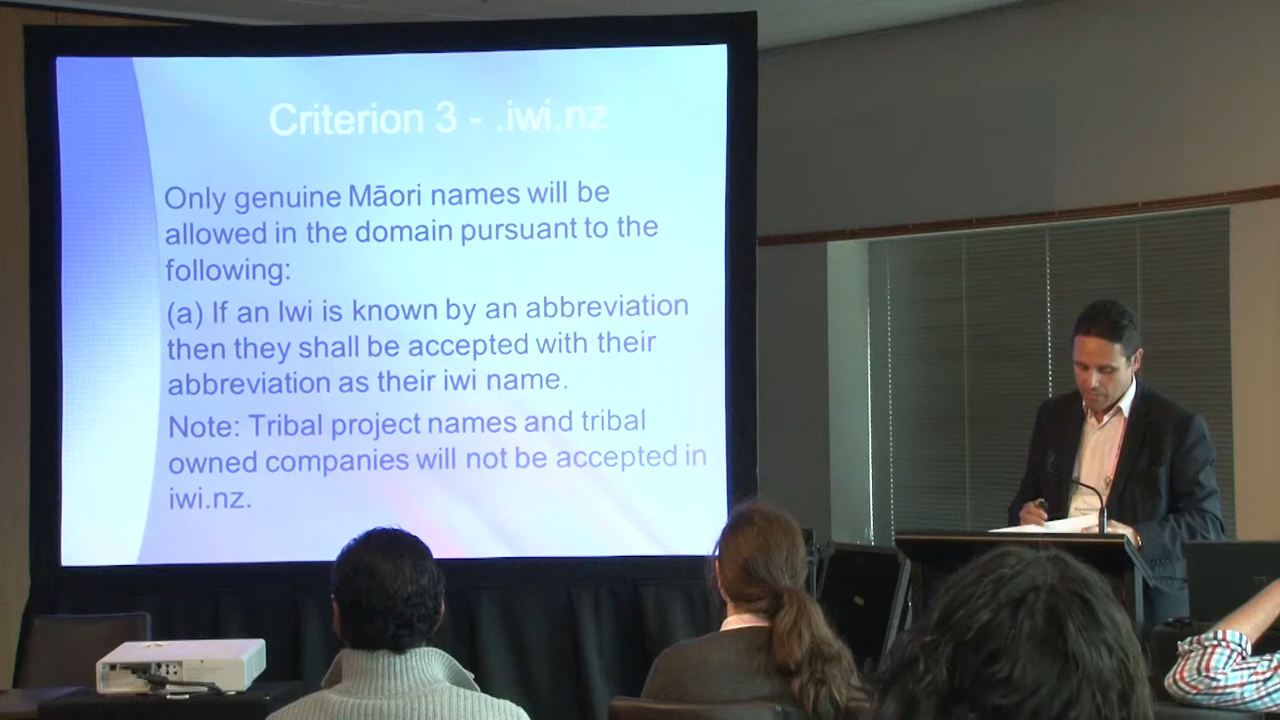 Criterion 3 - .iwi.nz
Only genuine Māori names will be
allowed in the domain pursuant to the
following:
(a) If an Iwi is known by an abbreviation
then they shall be accepted with their
abbreviation as their iwi name.
Note: Tribal project names and tribal
owned companies will not be accepted in
iwi.nz.